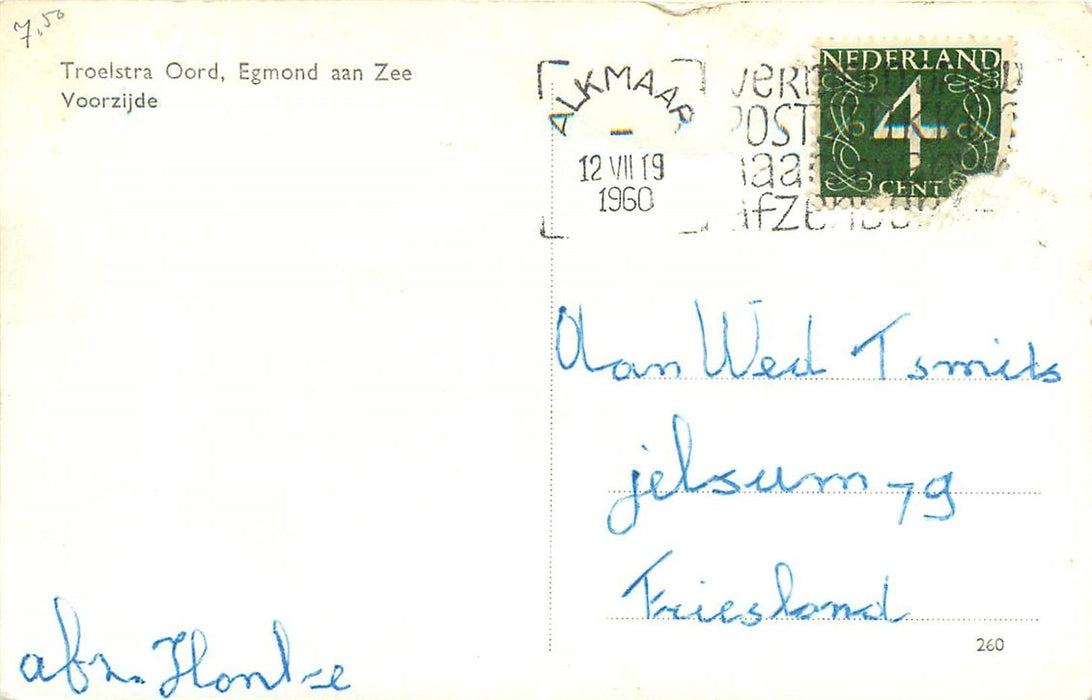 7,50
Troelstra Oord, Egmond aan Zee
Voorzijde
ALKMAAR
12 VII 19
1960
NEDERLAND
4
CENT
Aan Wed Tsmits
jelsum 79
Friesland
260
afz.